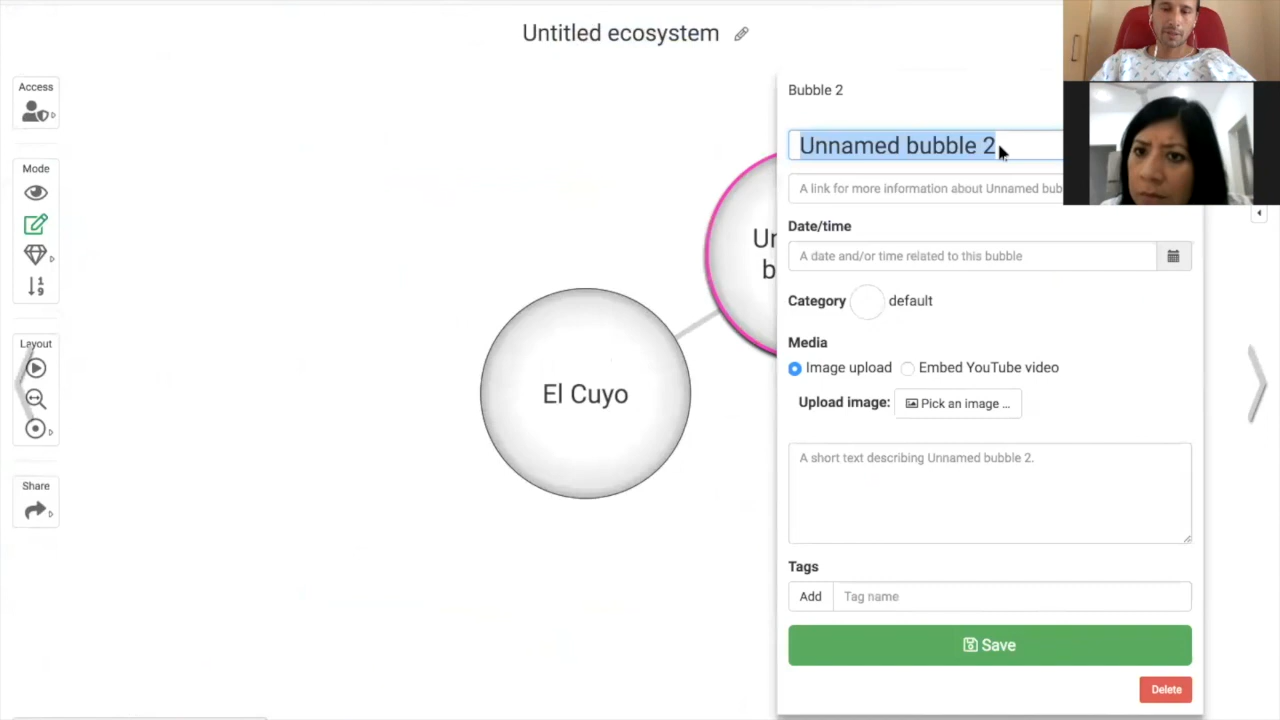 Untitled ecosystem
Access
Mode
Layout
Share
El Cuyo
Bubble 2
Unnamed bubble 2
A link for more information about Unnamed bub
Date/time
A date and/or time related to this bubble
Category default
Media
Image upload Embed YouTube video
Upload image: Pick an image ...
A short text describing Unnamed bubble 2.
Tags
Add Tag name
Save
Delete